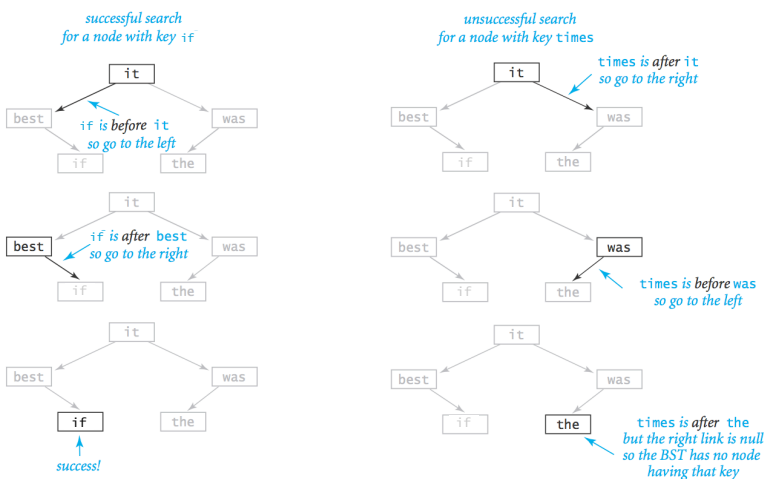 successful search
for a node with key if
it
best
was
if is before it
so go to the left
if
the
it
best
if is after best
so go to the right
was
if
the
it
best
was
if
the
success!
unsuccessful search
for a node with key times
it
times is after it
so go to the right
best
was
if
the
it
best
was
if
the
times is before was
so go to the left
it
best
was
if
the
times is after the
but the right link is null
so the BST has no node
having that key